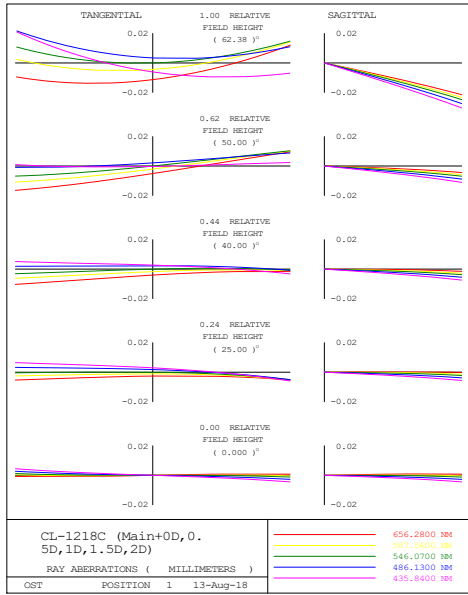 TANGENTIAL 1.00 RELATIVE SAGITTAL
FIELD HEIGHT
( 62.38 )°
0.02 0.02
-0.02 -0.02
0.62 RELATIVE
FIELD HEIGHT
( 50.00 )°
0.02 0.02
-0.02 -0.02
0.44 RELATIVE
FIELD HEIGHT
( 40.00 )°
0.02 0.02
-0.02 -0.02
0.24 RELATIVE
FIELD HEIGHT
( 25.00 )°
0.02 0.02
-0.02 -0.02
0.00 RELATIVE
FIELD HEIGHT
( 0.000 )°
0.02 0.02
-0.02 -0.02
CL-1218C (Main+0D,0.
5D,1D,1.5D,2D)
RAY ABERRATIONS ( MILLIMETERS )
OST POSITION 1 13-Aug-18
656.2800 NM
546.0700 NM
486.1300 NM
435.8400 NM